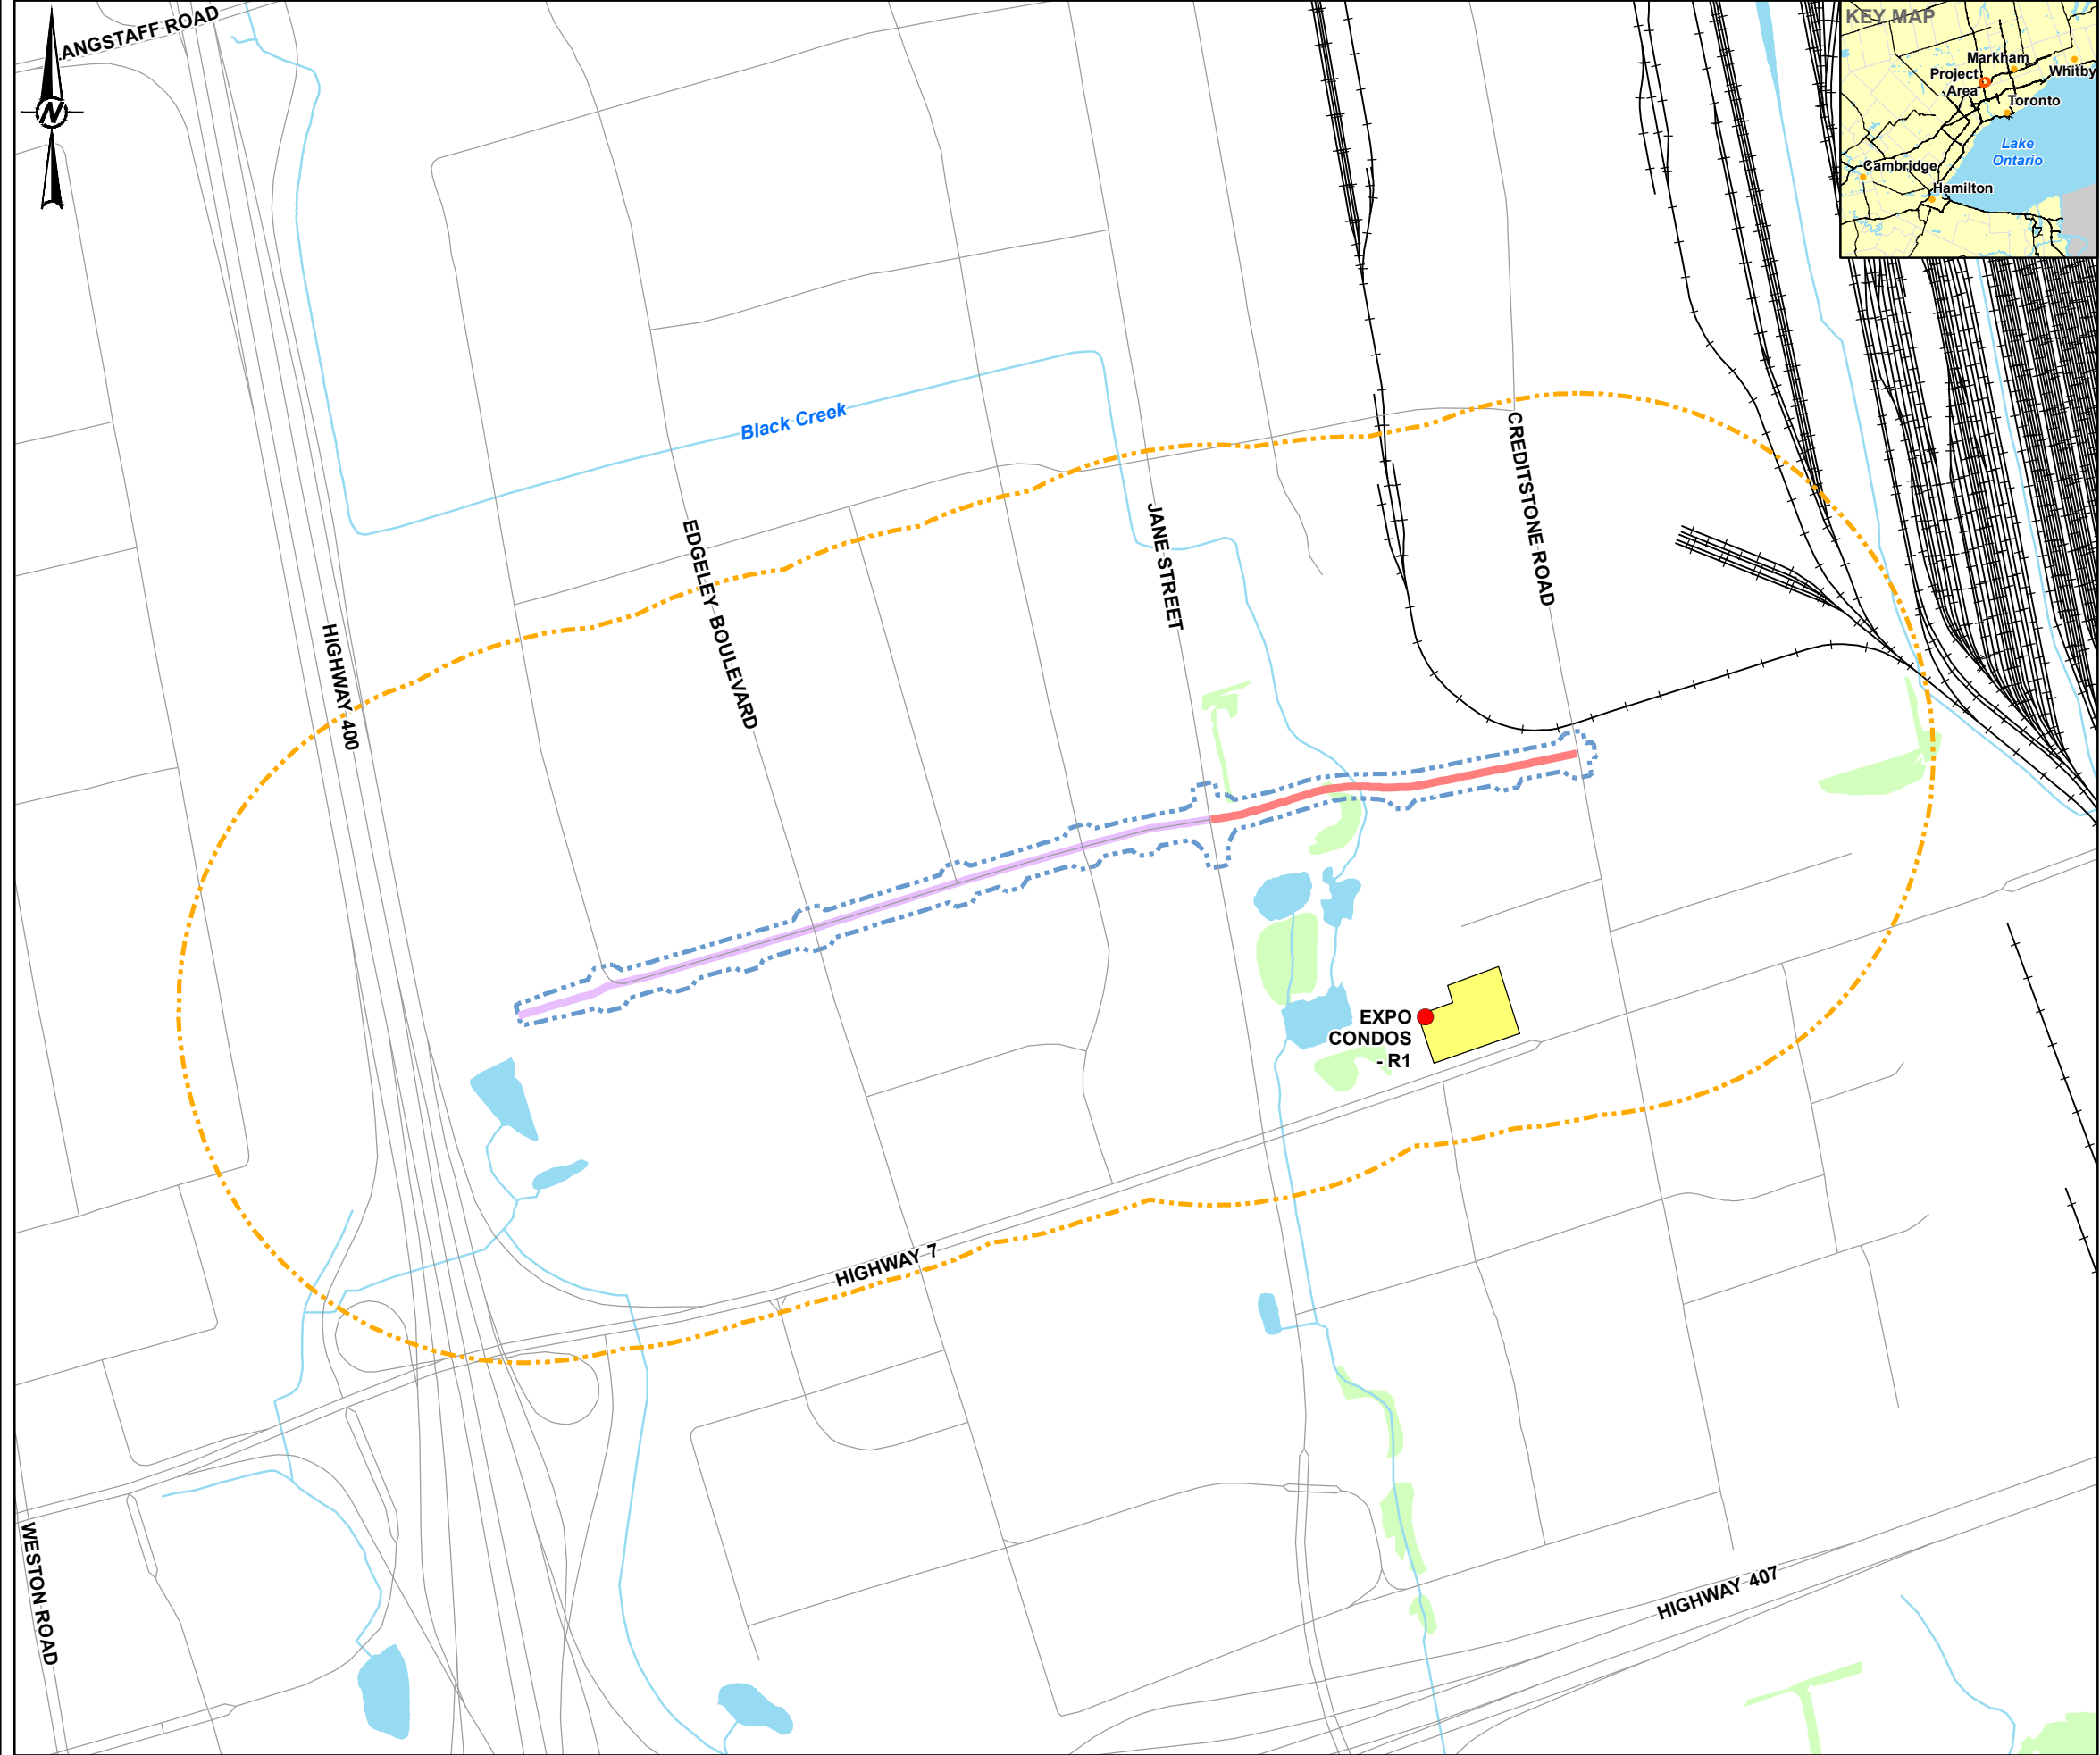 LANGSTAFF ROAD
KEY MAP
Markham
Project
Area
Whitby
Toronto
Lake
Ontario
Cambridge
Hamilton
N
Black Creek
CREDITSTONE ROAD
JANE STREET
EDGELEY BOULEVARD
HIGHWAY 400
EXPO
CONDOS
- R1
HIGHWAY 7
WESTON ROAD
HIGHWAY 407